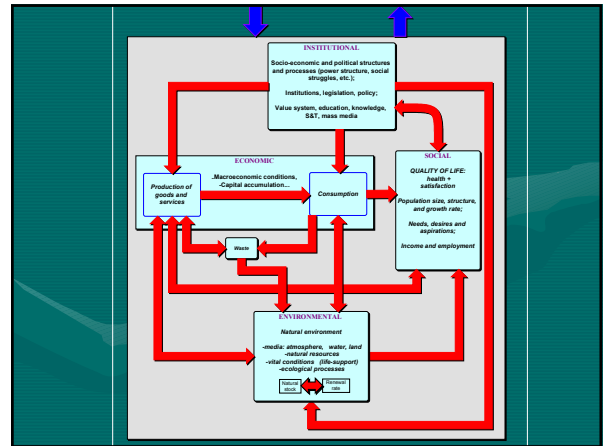 INSTITUTIONAL
Socio-economic and political structures
and processes (power structure, social
struggles, etc.);
Institutions, legislation, policy;
Value system, education, knowledge,
S&T, mass media
ECONOMIC
.Macroeconomic conditions,
-Capital accumulation...
Production of
goods and
services
Consumption
SOCIAL
QUALITY OF LIFE:
health +
satisfaction
Population size, structure,
and growth rate;
Needs, desires and
aspirations;
Income and employment
Waste
ENVIRONMENTAL
Natural environment
-media: atmosphere, water, land
-natural resources
-vital conditions (life-support)
-ecological processes
Natural
stock
Renewal
rate